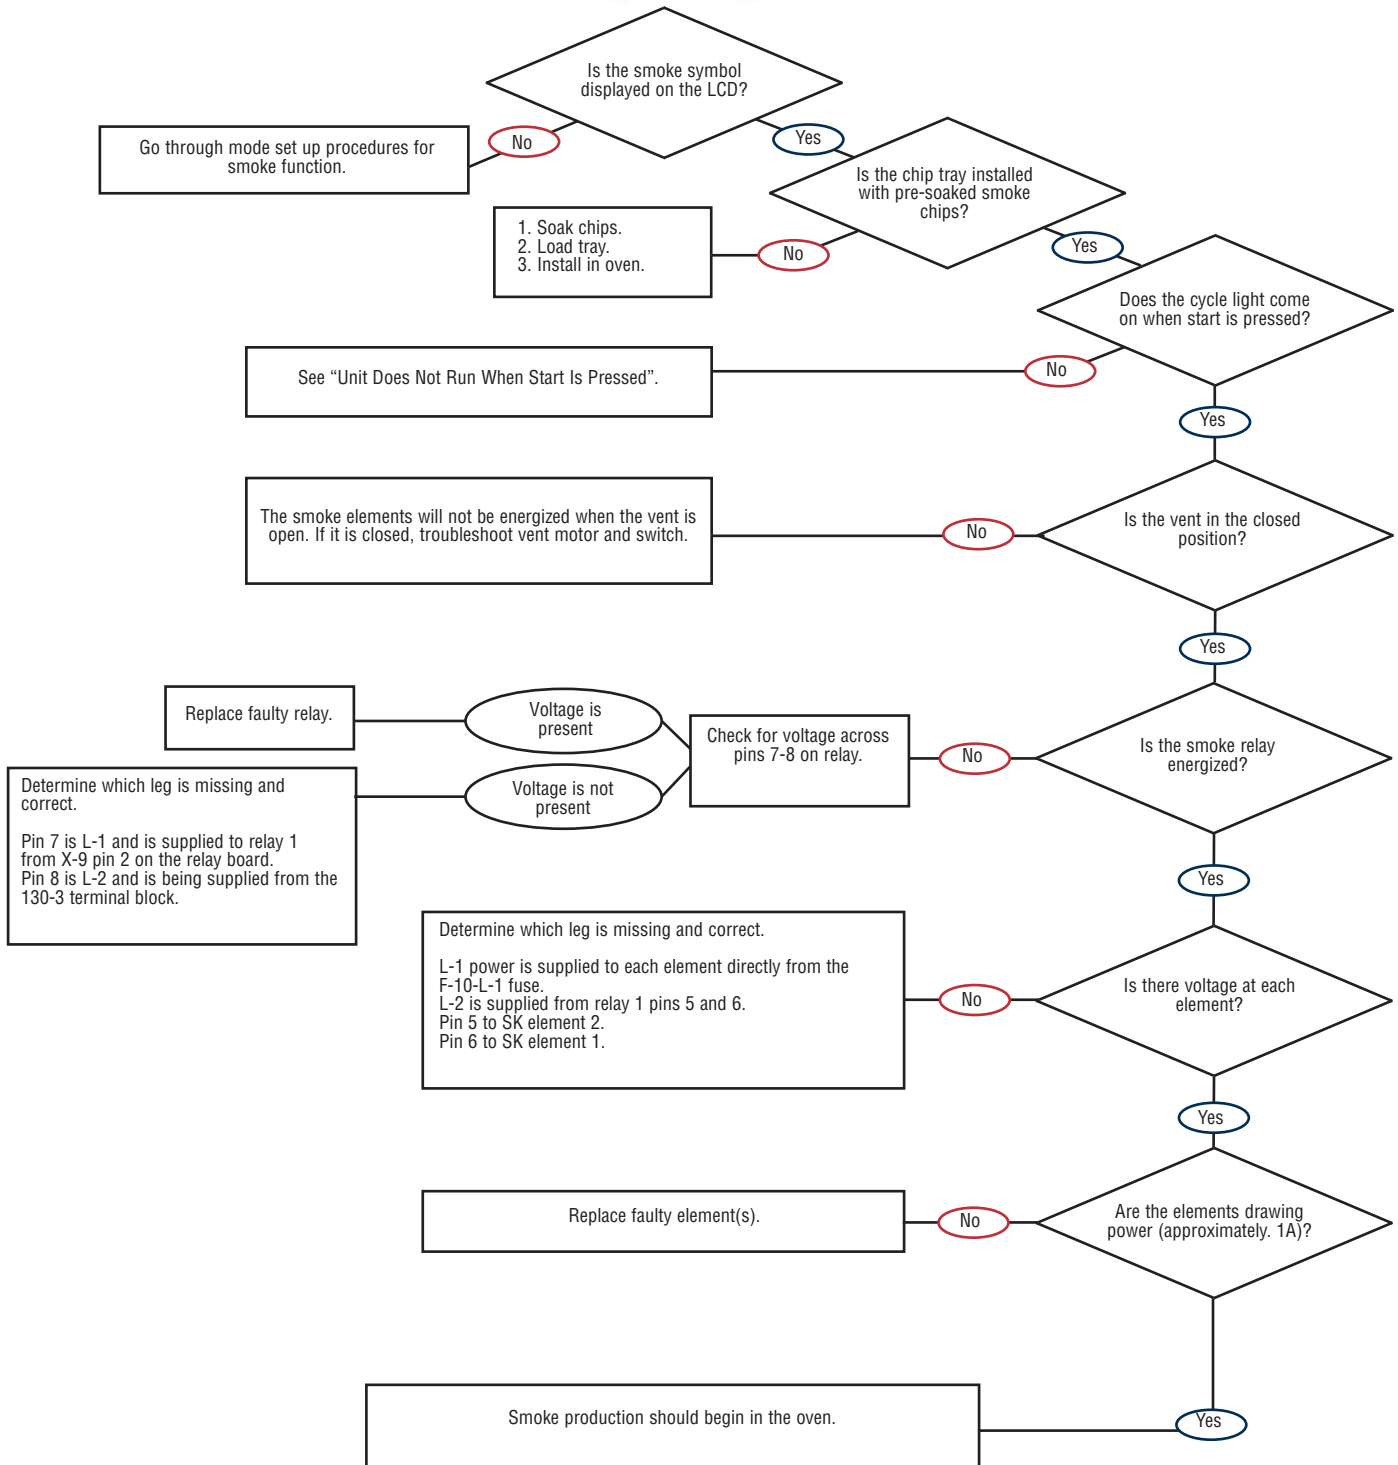 Is the smoke symbol
displayed on the LCD?
No
Yes
Go through mode set up procedures for
smoke function.
Is the chip tray installed
with pre-soaked smoke
chips?
1. Soak chips.
2. Load tray.
3. Install in oven.
No
Yes
Does the cycle light come
on when start is pressed?
See “Unit Does Not Run When Start Is Pressed”.
No
Yes
The smoke elements will not be energized when the vent is
open. If it is closed, troubleshoot vent motor and switch.
No
Is the vent in the closed
position?
Yes
Replace faulty relay.
Voltage is
present
Check for voltage across
pins 7-8 on relay.
No
Is the smoke relay
energized?
Voltage is not
present
Determine which leg is missing and
correct.
Pin 7 is L-1 and is supplied to relay 1
from X-9 pin 2 on the relay board.
Pin 8 is L-2 and is being supplied from the
130-3 terminal block.
Yes
Determine which leg is missing and correct.
L-1 power is supplied to each element directly from the
F-10-L-1 fuse.
L-2 is supplied from relay 1 pins 5 and 6.
Pin 5 to SK element 2.
Pin 6 to SK element 1.
No
Is there voltage at each
element?
Yes
Replace faulty element(s).
No
Are the elements drawing
power (approximately. 1A)?
Smoke production should begin in the oven.
Yes